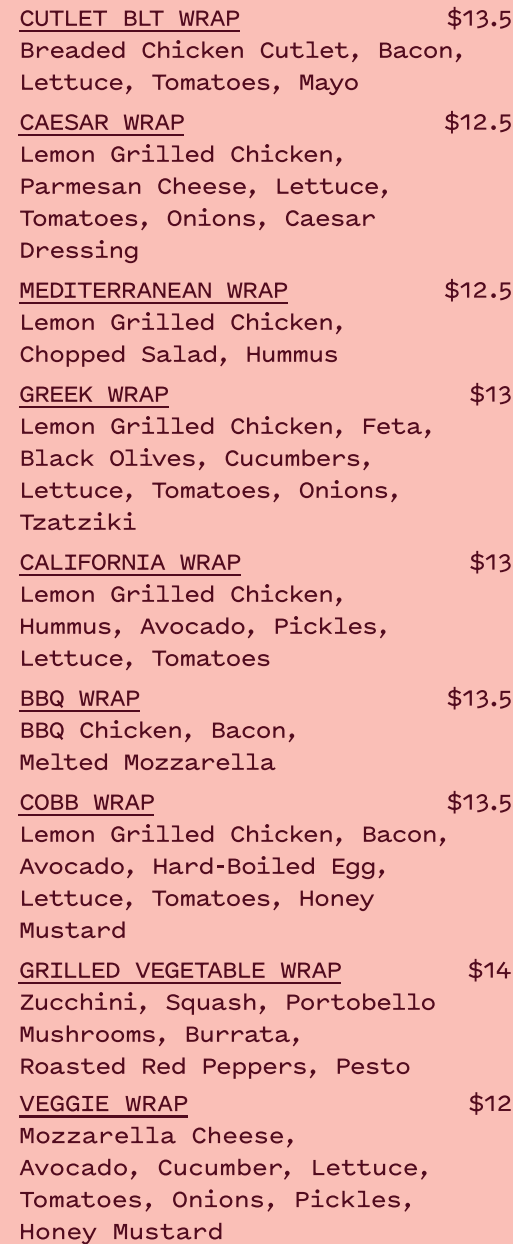 CUTLET BLT WRAP $13.5
Breaded Chicken Cutlet, Bacon,
Lettuce, Tomatoes, Mayo
CAESAR WRAP $12.5
Lemon Grilled Chicken,
Parmesan Cheese, Lettuce,
Tomatoes, Onions, Caesar
Dressing
MEDITERRANEAN WRAP $12.5
Lemon Grilled Chicken,
Chopped Salad, Hummus
GREEK WRAP $13
Lemon Grilled Chicken, Feta,
Black Olives, Cucumbers,
Lettuce, Tomatoes, Onions,
Tzatziki
CALIFORNIA WRAP $13
Lemon Grilled Chicken,
Hummus, Avocado, Pickles,
Lettuce, Tomatoes
BBQ WRAP $13.5
BBQ Chicken, Bacon,
Melted Mozzarella
COBB WRAP $13.5
Lemon Grilled Chicken, Bacon,
Avocado, Hard-Boiled Egg,
Lettuce, Tomatoes, Honey
Mustard
GRILLED VEGETABLE WRAP $14
Zucchini, Squash, Portobello
Mushrooms, Burrata,
Roasted Red Peppers, Pesto
VEGGIE WRAP $12
Mozzarella Cheese,
Avocado, Cucumber, Lettuce,
Tomatoes, Onions, Pickles,
Honey Mustard